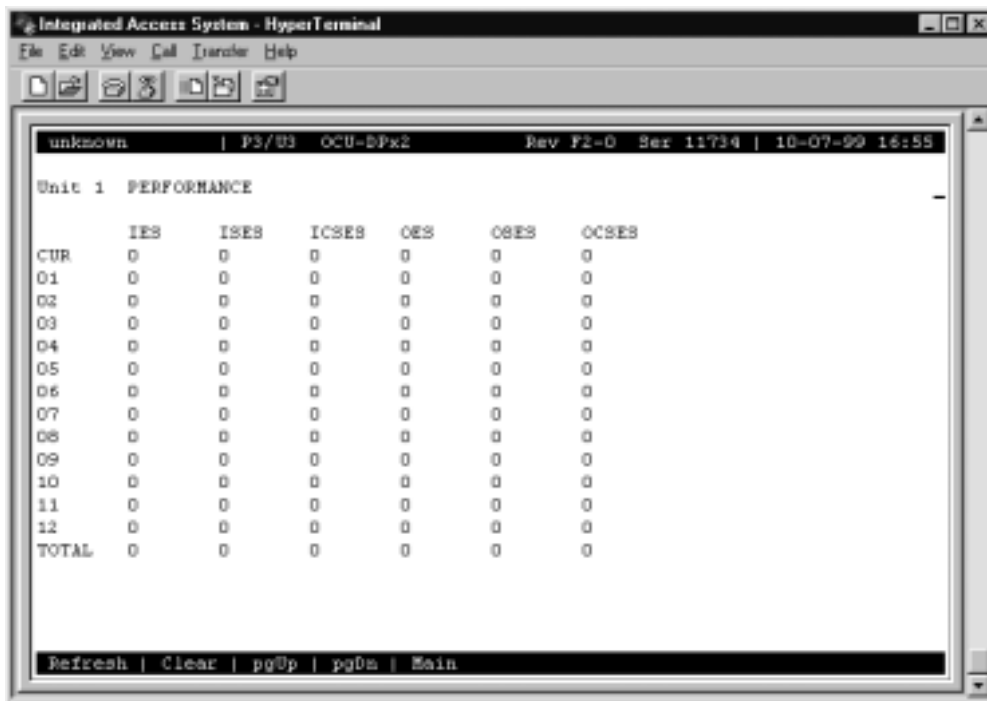 Integrated Access System - HyperTerminal
File Edit View Call Transfer Help
unknown | P3/U3 OCU-DPx2 Rev F2-0 Ser 11734 | 10-07-99 16:55
Unit 1 PERFORMANCE
IES ISES ICSES OES OSES OCSES
CUR 0 0 0 0 0 0
01 0 0 0 0 0 0
02 0 0 0 0 0 0
03 0 0 0 0 0 0
04 0 0 0 0 0 0
05 0 0 0 0 0 0
06 0 0 0 0 0 0
07 0 0 0 0 0 0
08 0 0 0 0 0 0
09 0 0 0 0 0 0
10 0 0 0 0 0 0
11 0 0 0 0 0 0
12 0 0 0 0 0 0
TOTAL 0 0 0 0 0 0
Refresh | Clear | pgUp | pgDn | Main